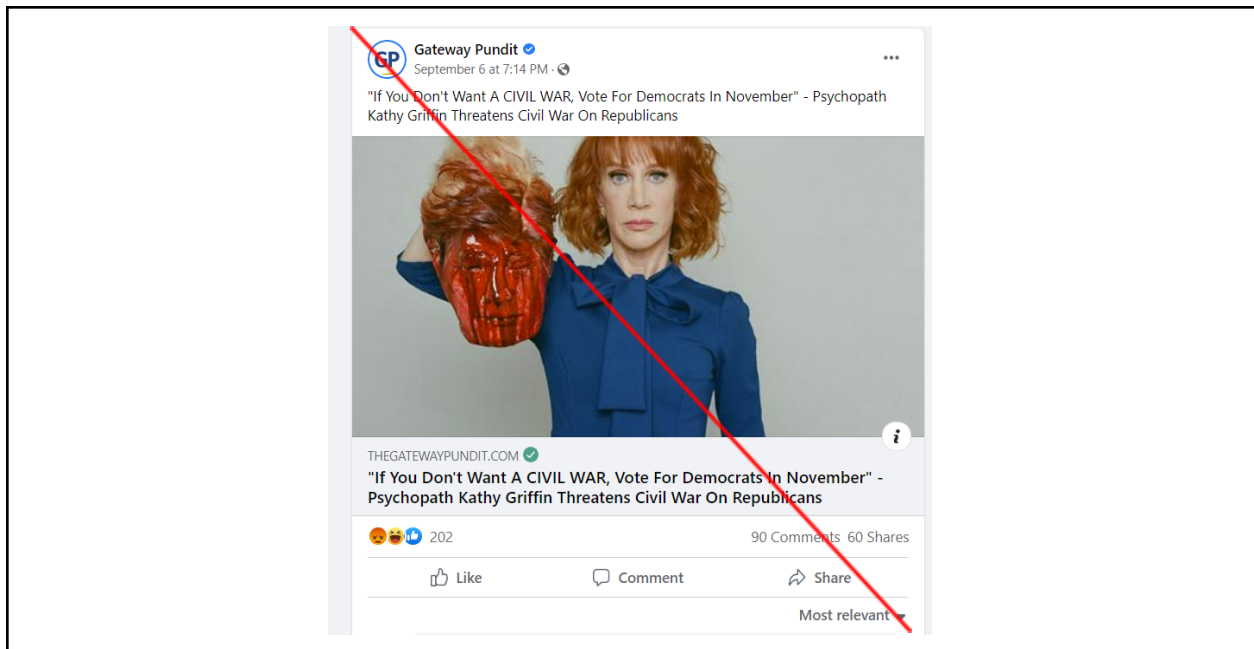 GP
Gateway Pundit
September 6 at 7:14 PM ·
"If You Don't Want A CIVIL WAR, Vote For Democrats In November" - Psychopath
Kathy Griffin Threatens Civil War On Republicans
i
THEGATEWAYPUNDIT.COM
"If You Don't Want A CIVIL WAR, Vote For Democrats In November" -
Psychopath Kathy Griffin Threatens Civil War On Republicans
202
90 Comments 60 Shares
Like Comment Share
Most relevant